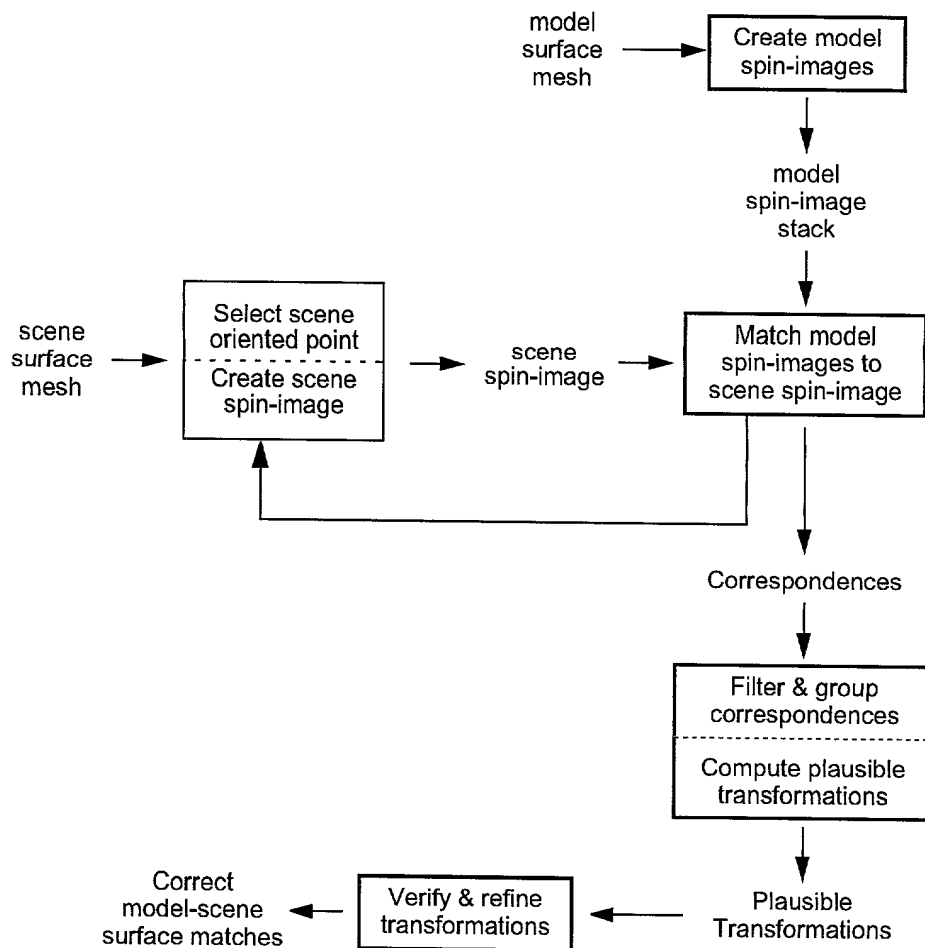 model
surface
mesh
Create model
spin-images
model
spin-image
stack
scene
surface
mesh
Select scene
oriented point
Create scene
spin-image
scene
spin-image
Match model
spin-images to
scene spin-image
Correspondences
Filter & group
correspondences
Compute plausible
transformations
Plausible
Transformations
Verify & refine
transformations
Correct
model-scene
surface matches